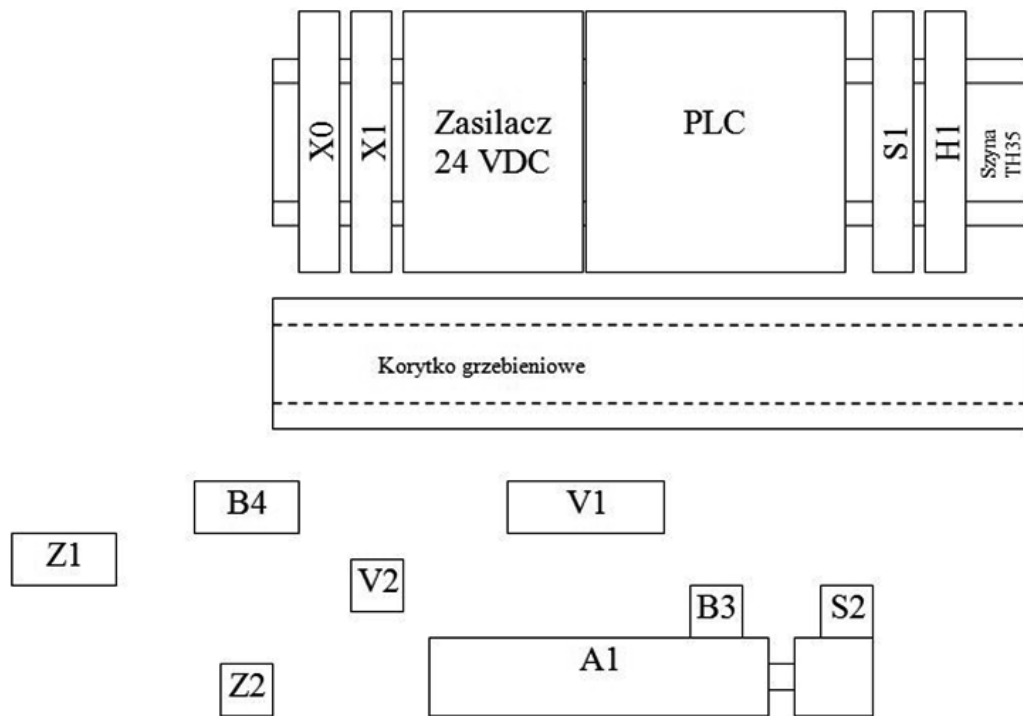 X0
X1
Zasilacz
24 VDC
PLC
S1
H1
Szyna
TH35
Korytko grzebieniowe
B4
V1
Z1
V2
B3
S2
A1
Z2